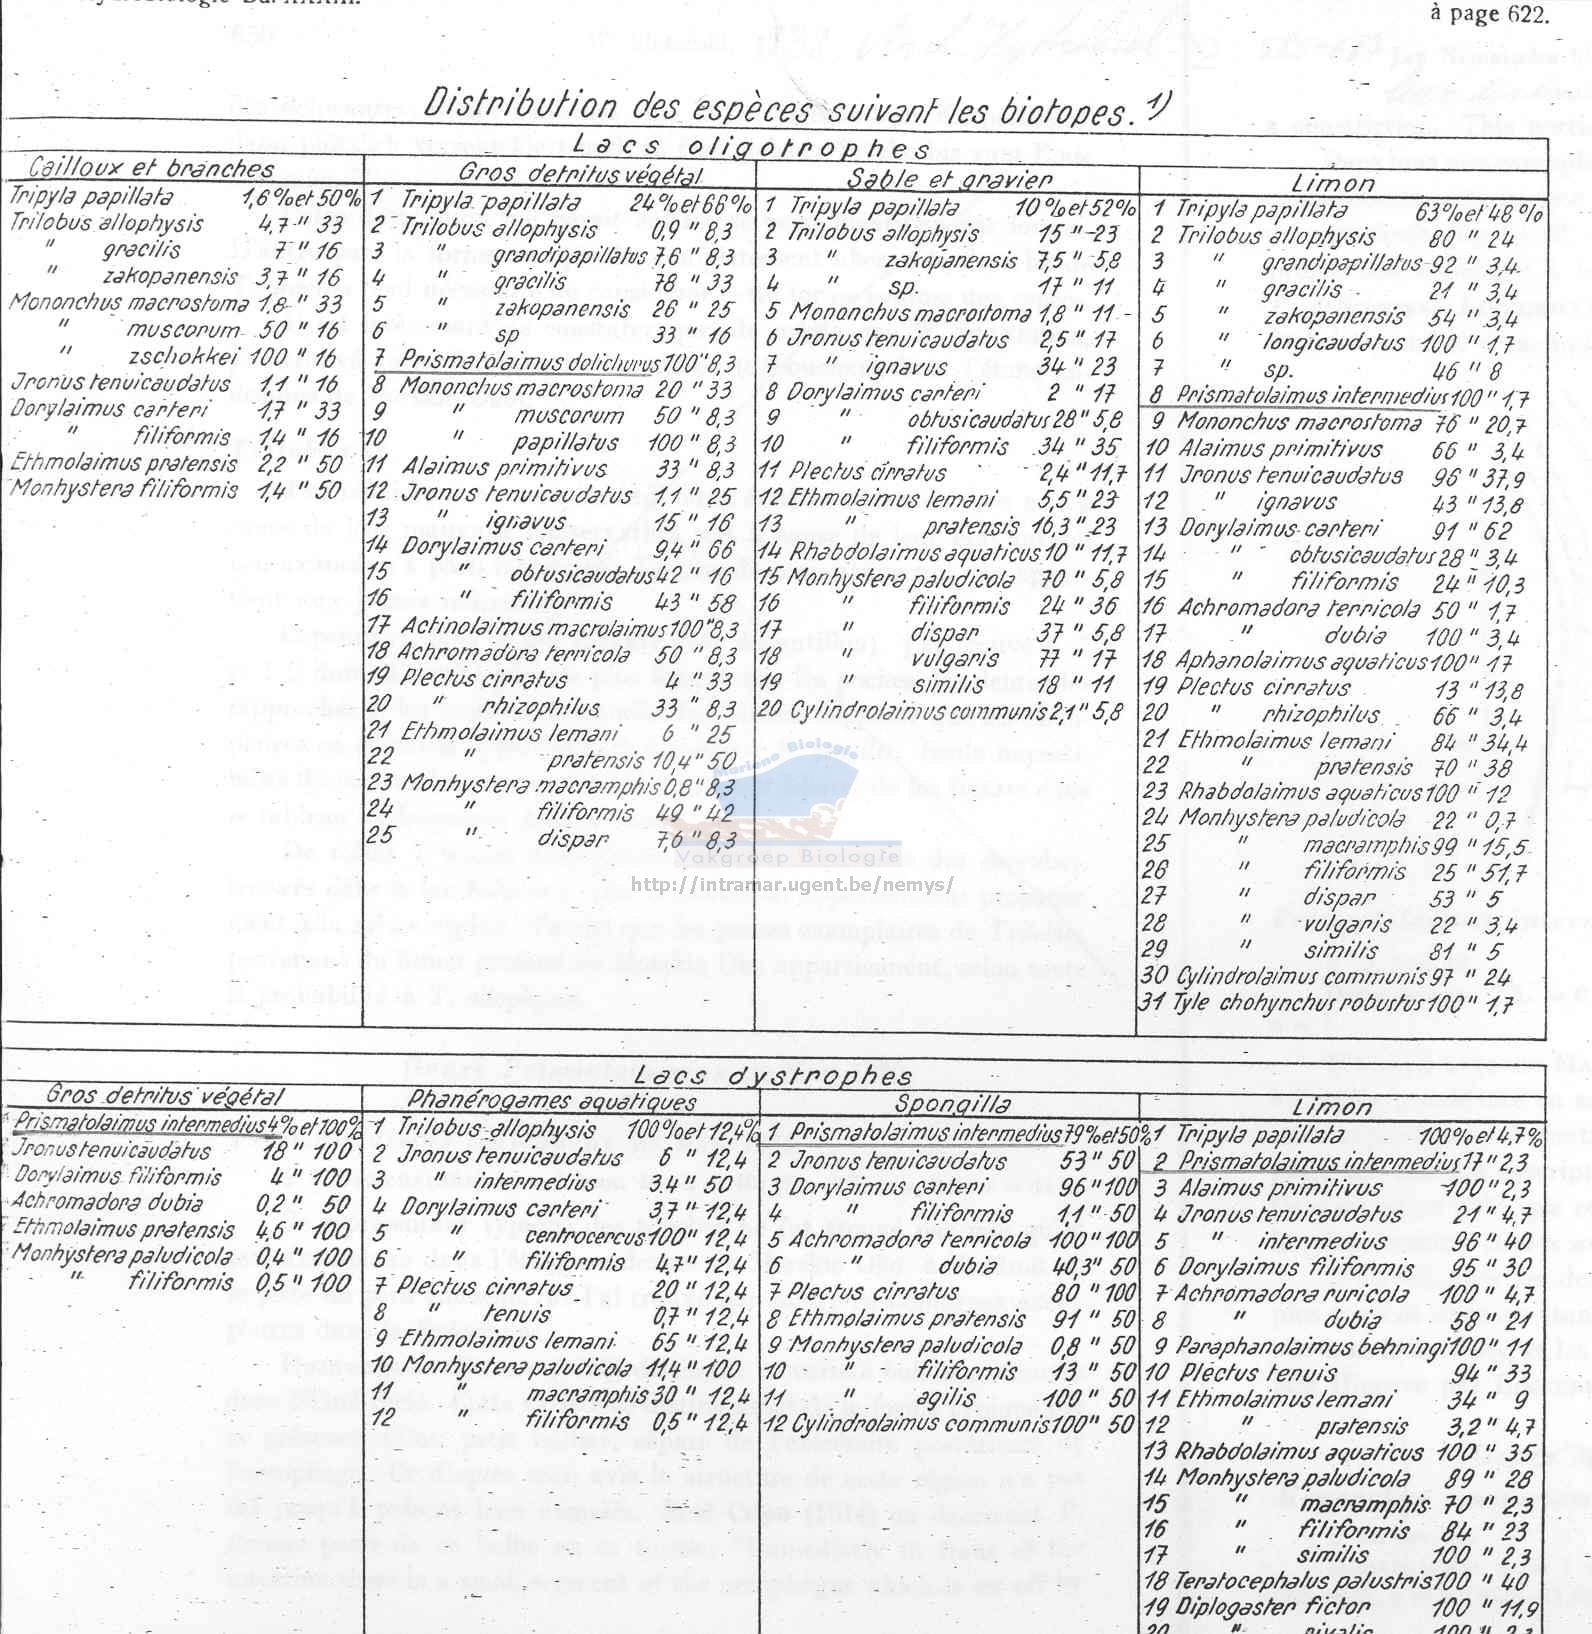 à page 622.
Distribution des espèces suivant les biotopes. 1)
Lacs oligotrophes
Cailloux et branches
Tripyla papillata 1,6% et 50%
Trilobus allophysis 4,7 " 33
" gracilis 7 " 16
" zakopanensis 3,7 " 16
Mononchus macrostoma 1,8 " 33
" muscorum 50 " 16
" zschokkei 100 " 16
Jronus tenuicaudatus 1,1 " 16
Dorylaimus carteri 1,7 " 33
" filiformis 1,4 " 16
Ethmolaimus pratensis 2,2 " 50
Monhystera filiformis 1,4 " 50
Gros detritus végétal
1 Tripyla papillata 24% et 66%
2 Trilobus allophysis 0,9 " 8,3
3 " grandipapillatus 7,6 " 8,3
4 " gracilis 78 " 33
5 " zakopanensis 26 " 25
6 " sp 33 " 16
7 Prismatolaimus dolichurus 100 " 8,3
8 Mononchus macrostoma 20 " 33
9 " muscorum 50 " 8,3
10 " papillatus 100 " 8,3
11 Alaimus primitivus 33 " 8,3
12 Jronus tenuicaudatus 1,1 " 25
13 " ignavus 15 " 16
14 Dorylaimus carteri 9,4 " 66
15 " obtusicaudatus 42 " 16
16 " filiformis 43 " 58
17 Actinolaimus macrolaimus 100 " 8,3
18 Achromadora terricola 50 " 8,3
19 Plectus cirratus 4 " 33
20 " rhizophilus 33 " 8,3
21 Ethmolaimus lemani 6 " 25
22 " pratensis 10,4 " 50
23 Monhystera macramphis 0,8 " 8,3
24 " filiformis 49 " 42
25 " dispar 7,6 " 8,3
Sable et gravier
1 Tripyla papillata 10% et 52%
2 Trilobus allophysis 15 " 23
3 " zakopanensis 7,5 " 5,8
4 " sp. 17 " 11
5 Mononchus macrostoma 1,8 " 11
6 Jronus tenuicaudatus 2,5 " 17
7 " ignavus 34 " 23
8 Dorylaimus carteri 2 " 17
9 " obtusicaudatus 28 " 5,8
10 " filiformis 34 " 35
11 Plectus cirratus 2,4 " 11,7
12 Ethmolaimus lemani 5,5 " 23
13 " pratensis 16,3 " 23
14 Rhabdolaimus aquaticus 10 " 11,7
15 Monhystera paludicola 70 " 5,8
16 " filiformis 24 " 36
17 " dispar 37 " 5,8
18 " vulgaris 77 " 17
19 " similis 18 " 11
20 Cylindrolaimus communis 2,1 " 5,8
Limon
1 Tripyla papillata 63% et 48%
2 Trilobus allophysis 80 " 24
3 " grandipapillatus 92 " 3,4
4 " gracilis 21 " 3,4
5 " zakopanensis 54 " 3,4
6 " longicaudatus 100 " 1,7
7 " sp. 46 " 8
8 Prismatolaimus intermedius 100 " 1,7
9 Mononchus macrostoma 76 " 20,7
10 Alaimus primitivus 66 " 3,4
11 Jronus tenuicaudatus 96 " 37,9
12 " ignavus 43 " 13,8
13 Dorylaimus carteri 91 " 62
14 " obtusicaudatus 28 " 3,4
15 " filiformis 24 " 10,3
16 Achromadora terricola 50 " 1,7
17 " dubia 100 " 3,4
18 Aphanolaimus aquaticus 100 " 17
19 Plectus cirratus 13 " 13,8
20 " rhizophilus 66 " 3,4
21 Ethmolaimus lemani 84 " 34,4
22 " pratensis 70 " 38
23 Rhabdolaimus aquaticus 100 " 12
24 Monhystera paludicola 22 " 0,7
25 " macramphis 99 " 15,5
26 " filiformis 25 " 51,7
27 " dispar 53 " 5
28 " vulgaris 22 " 3,4
29 " similis 81 " 5
30 Cylindrolaimus communis 97 " 24
31 Tyle chohynchus robustus 100 " 1,7
Mariene Biologie
Vakgroep Biologie
http://intramar.ugent.be/nemys/
Lacs dystrophes
Gros detritus végétal
Prismatolaimus intermedius 4% et 100%
Jronus tenuicaudatus 18 " 100
Dorylaimus filiformis 4 " 100
Achromadora dubia 0,2 " 50
Ethmolaimus pratensis 4,6 " 100
Monhystera paludicola 0,4 " 100
" filiformis 0,5 " 100
Phanérogames aquatiques
1 Trilobus allophysis 100% et 12,4%
2 Jronus tenuicaudatus 6 " 12,4
3 " intermedius 3.4 " 50
4 Dorylaimus carteri 3,7 " 12,4
5 " centrocercus 100 " 12,4
6 " filiformis 4,7 " 12,4
7 Plectus cirratus 20 " 12,4
8 " tenuis 0,7 " 12,4
9 Ethmolaimus lemani 65 " 12,4
10 Monhystera paludicola 11,4 " 100
11 " macramphis 30 " 12,4
12 " filiformis 0,5 " 12,4
Spongilla
1 Prismatolaimus intermedius 79% et 50%
2 Jronus tenuicaudatus 53 " 50
3 Dorylaimus carteri 96 " 100
4 " filiformis 1,1 " 50
5 Achromadora terricola 100 " 100
6 " dubia 40,3 " 50
7 Plectus cirratus 80 " 100
8 Ethmolaimus pratensis 91 " 50
9 Monhystera paludicola 0,8 " 50
10 " filiformis 13 " 50
11 " agilis 100 " 50
12 Cylindrolaimus communis 100 " 50
Limon
1 Tripyla papillata 100% et 4,7%
2 Prismatolaimus intermedius 17 " 2,3
3 Alaimus primitivus 100 " 2,3
4 Jronus tenuicaudatus 21 " 4,7
5 " intermedius 96 " 40
6 Dorylaimus filiformis 95 " 30
7 Achromadora ruricola 100 " 4,7
8 " dubia 58 " 21
9 Paraphanolaimus behningi 100 " 11
10 Plectus tenuis 94 " 33
11 Ethmolaimus lemani 34 " 9
12 " pratensis 3,2 " 4,7
13 Rhabdolaimus aquaticus 100 " 35
14 Monhystera paludicola 89 " 28
15 " macramphis 70 " 2,3
16 " filiformis 84 " 23
17 " similis 100 " 2,3
18 Teratocephalus palustris 100 " 40
19 Diplogaster fictor 100 " 11,9